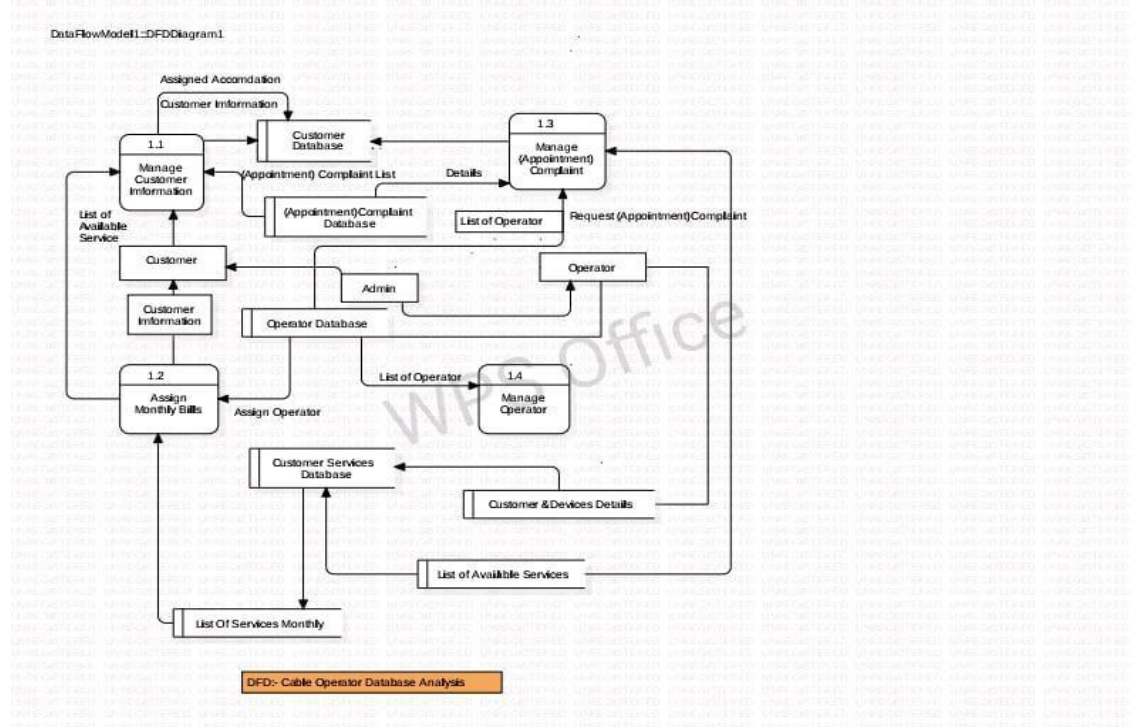 DataFlowModel1::DFDDiagram1
Assigned Accomdation
Customer Imformation
1.1
Manage
Customer
Imformation
Customer
Database
1.3
Manage
(Appointment)
Complaint
(Appointment) Complaint List
Details
List of
Available
Service
(Appointment)Complaint
Database
List of Operator
Request (Appointment)Complaint
Customer
Operator
Admin
Customer
Imformation
Operator Database
1.2
Assign
Monthly Bills
List of Operator
1.4
Manage
Operator
Assign Operator
WPS Office
Customer Services
Database
Customer & Devices Details
List of Available Services
List Of Services Monthly
DFD:- Cable Operator Database Analysis